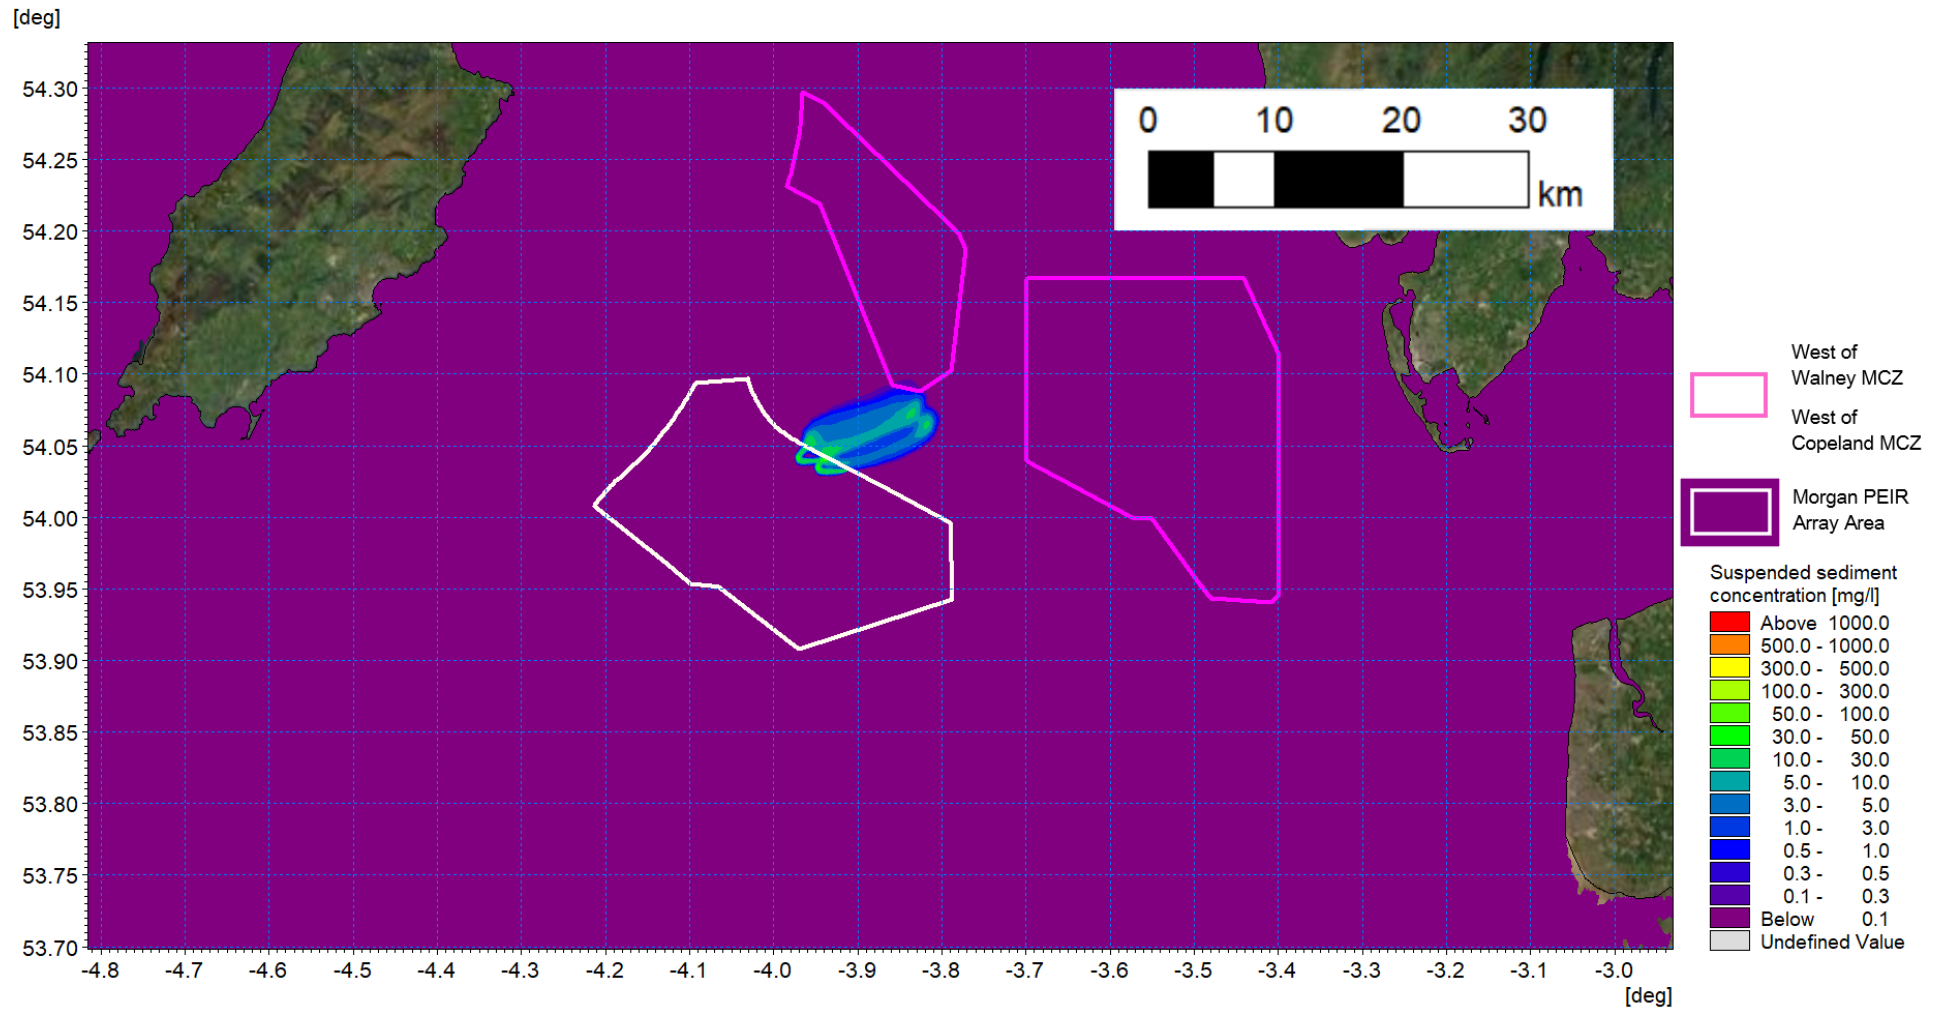 [deg]
54.30
54.25
54.20
54.15
54.10
54.05
54.00
53.95
53.90
53.85
53.80
53.75
53.70
-4.8 -4.7 -4.6 -4.5 -4.4 -4.3 -4.2 -4.1 -4.0 -3.9 -3.8 -3.7 -3.6 -3.5 -3.4 -3.3 -3.2 -3.1 -3.0
[deg]
0 10 20 30
km
West of
Walney MCZ
West of
Copeland MCZ
Morgan PEIR
Array Area
Suspended sediment
concentration [mg/l]
Above 1000.0
500.0 - 1000.0
300.0 - 500.0
100.0 - 300.0
50.0 - 100.0
30.0 - 50.0
10.0 - 30.0
5.0 - 10.0
3.0 - 5.0
1.0 - 3.0
0.5 - 1.0
0.3 - 0.5
0.1 - 0.3
Below 0.1
Undefined Value